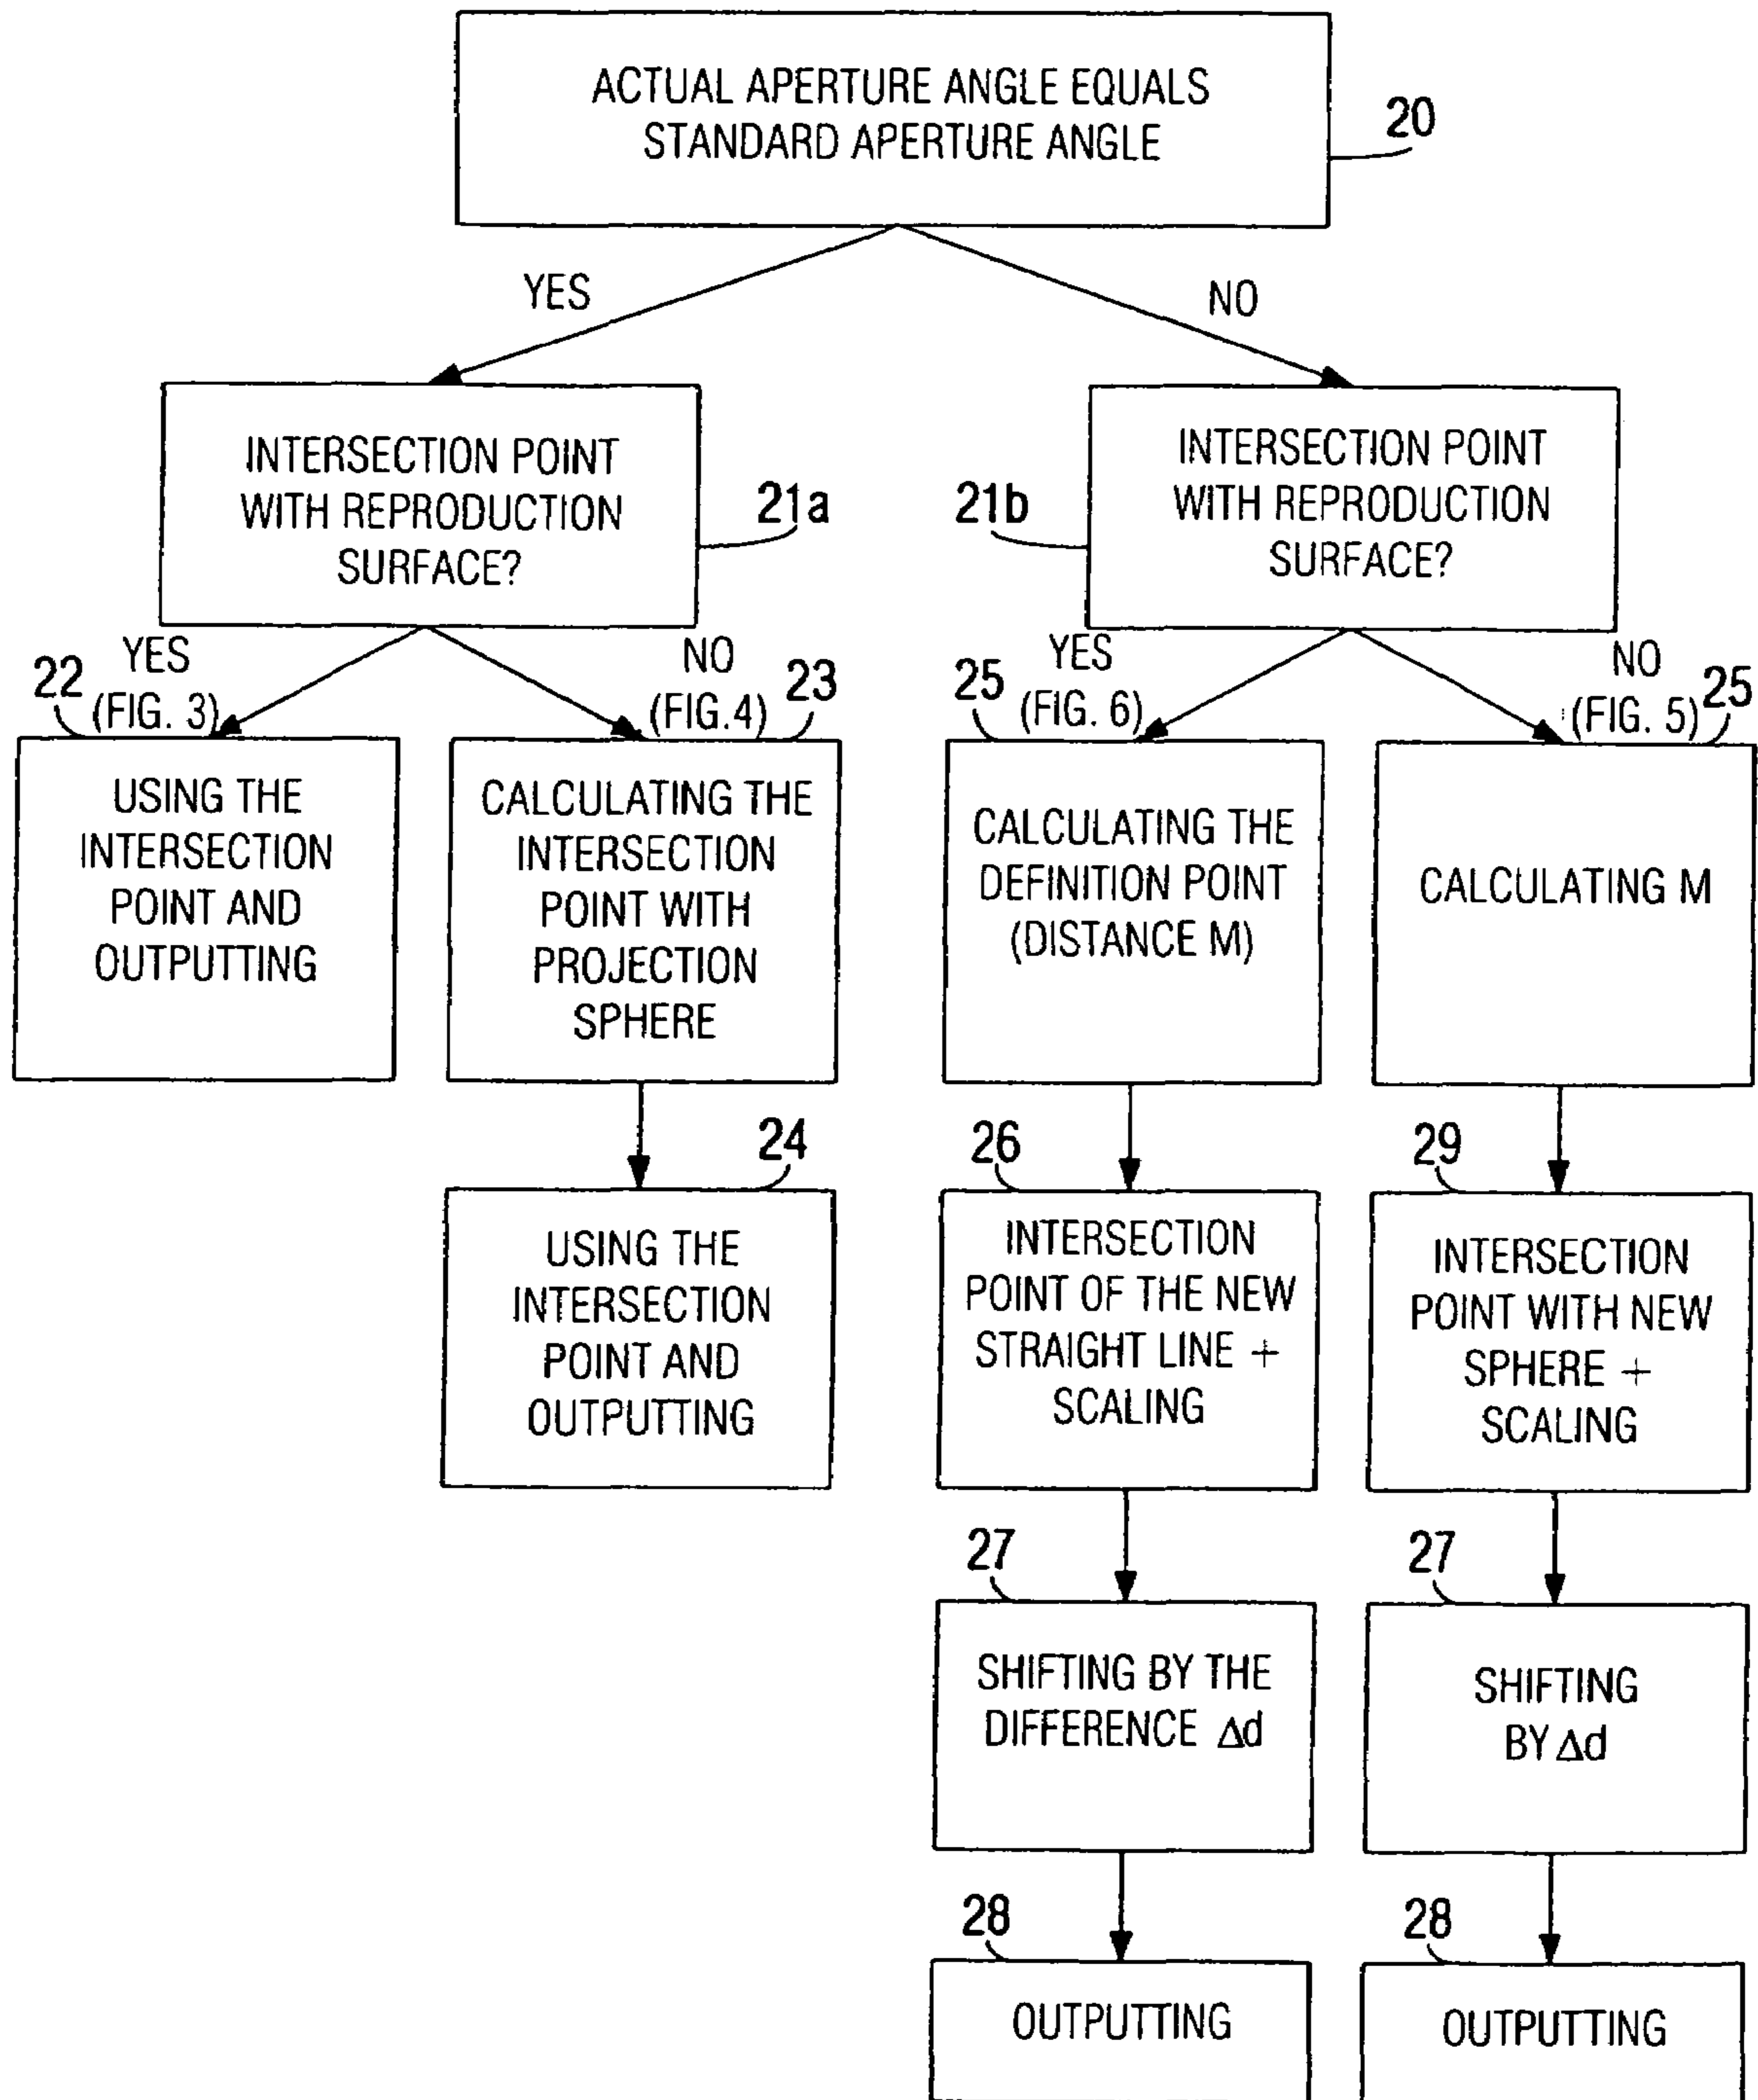 ACTUAL APERTURE ANGLE EQUALS
STANDARD APERTURE ANGLE
20
YES
NO
INTERSECTION POINT
WITH REPRODUCTION
SURFACE?
21a
21b
INTERSECTION POINT
WITH REPRODUCTION
SURFACE?
22
YES
(FIG. 3)
NO
(FIG.4)
23
25
YES
(FIG. 6)
NO
(FIG. 5)
25
USING THE
INTERSECTION
POINT AND
OUTPUTTING
CALCULATING THE
INTERSECTION
POINT WITH
PROJECTION
SPHERE
CALCULATING THE
DEFINITION POINT
(DISTANCE M)
CALCULATING M
24
USING THE
INTERSECTION
POINT AND
OUTPUTTING
26
INTERSECTION
POINT OF THE NEW
STRAIGHT LINE +
SCALING
29
INTERSECTION
POINT WITH NEW
SPHERE +
SCALING
27
SHIFTING BY THE
DIFFERENCE Δd
27
SHIFTING
BY Δd
28
OUTPUTTING
28
OUTPUTTING